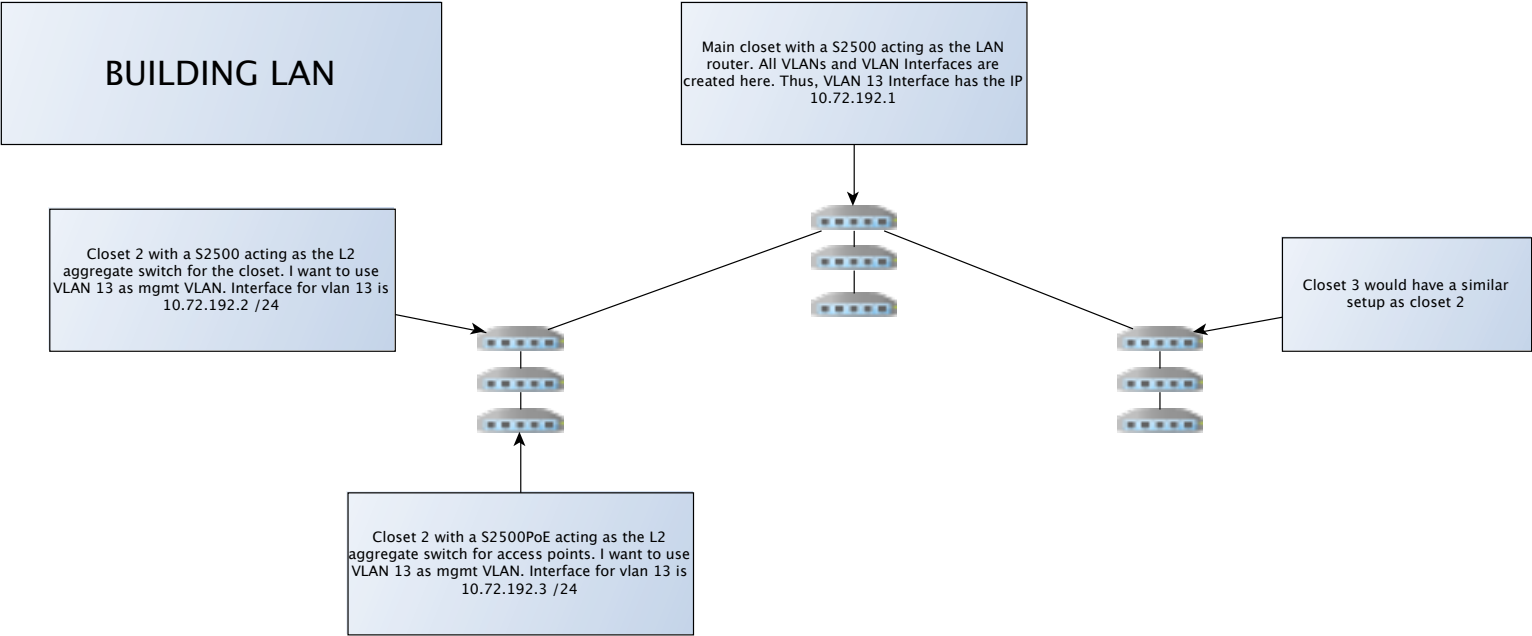 BUILDING LAN
Main closet with a S2500 acting as the LAN
router. All VLANs and VLAN Interfaces are
created here. Thus, VLAN 13 Interface has the IP
10.72.192.1
Closet 2 with a S2500 acting as the L2
aggregate switch for the closet. I want to use
VLAN 13 as mgmt VLAN. Interface for vlan 13 is
10.72.192.2 /24
Closet 3 would have a similar
setup as closet 2
Closet 2 with a S2500PoE acting as the L2
aggregate switch for access points. I want to use
VLAN 13 as mgmt VLAN. Interface for vlan 13 is
10.72.192.3 /24